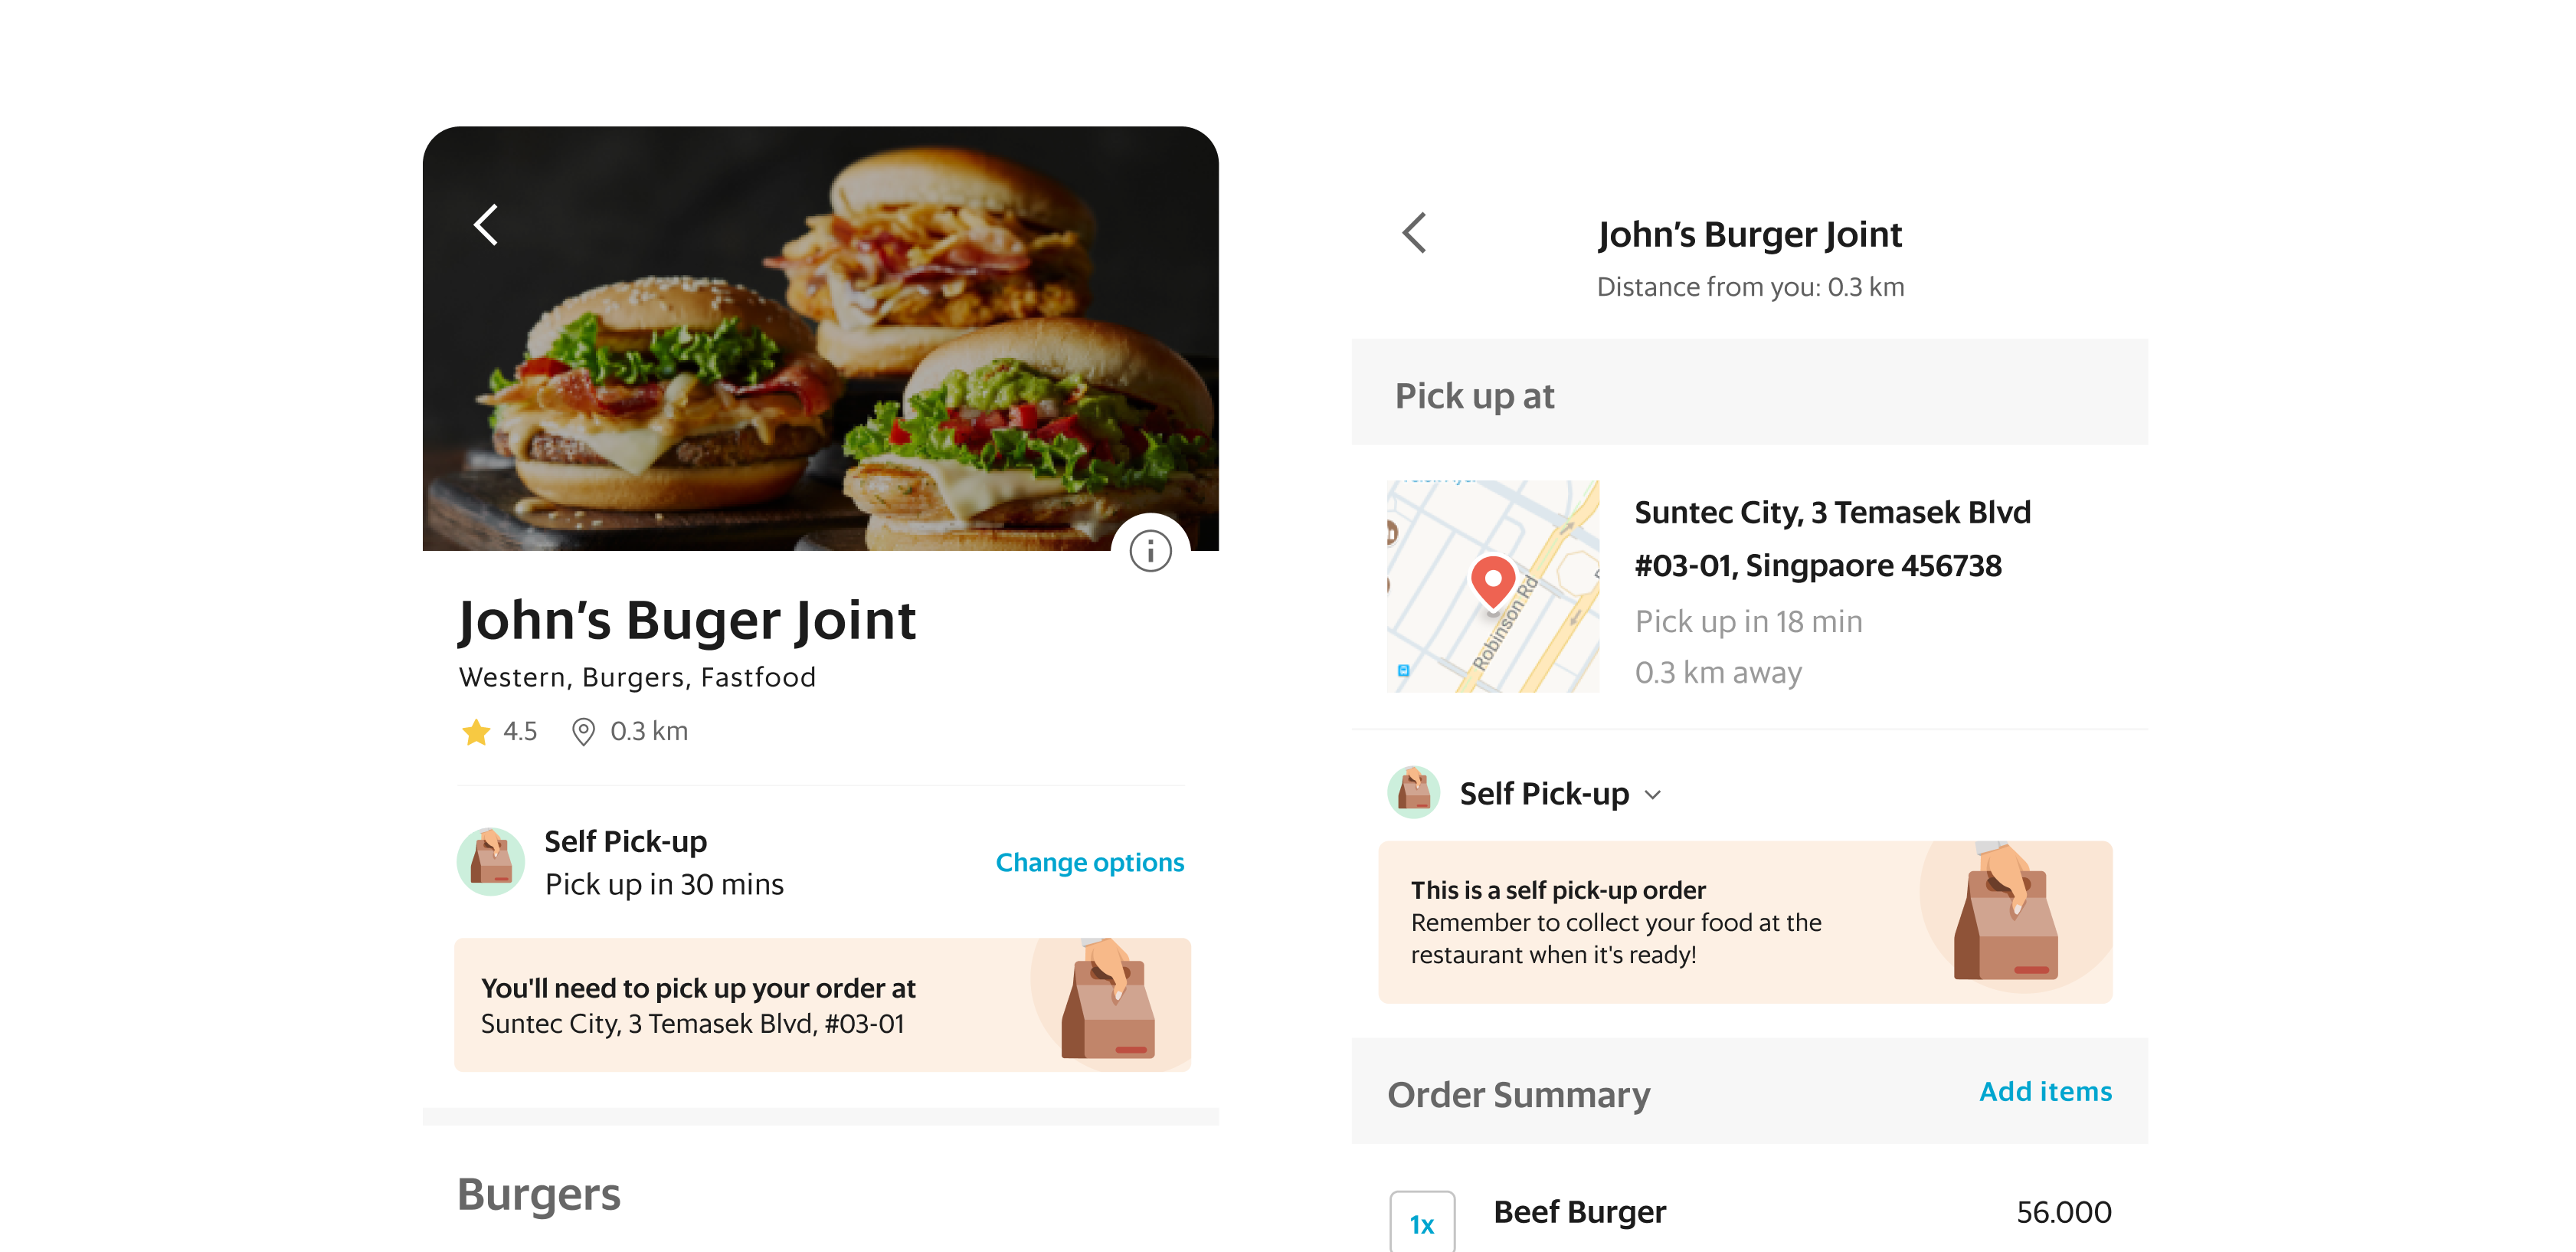 John's Buger Joint
Western, Burgers, Fastfood
4.5 0.3 km
Self Pick-up
Pick up in 30 mins
Change options
You'll need to pick up your order at
Suntec City, 3 Temasek Blvd, #03-01
Burgers
John's Burger Joint
Distance from you: 0.3 km
Pick up at
Robinson Rd
Suntec City, 3 Temasek Blvd
#03-01, Singpaore 456738
Pick up in 18 min
0.3 km away
Self Pick-up
This is a self pick-up order
Remember to collect your food at the
restaurant when it's ready!
Order Summary
Add items
1x Beef Burger 56.000